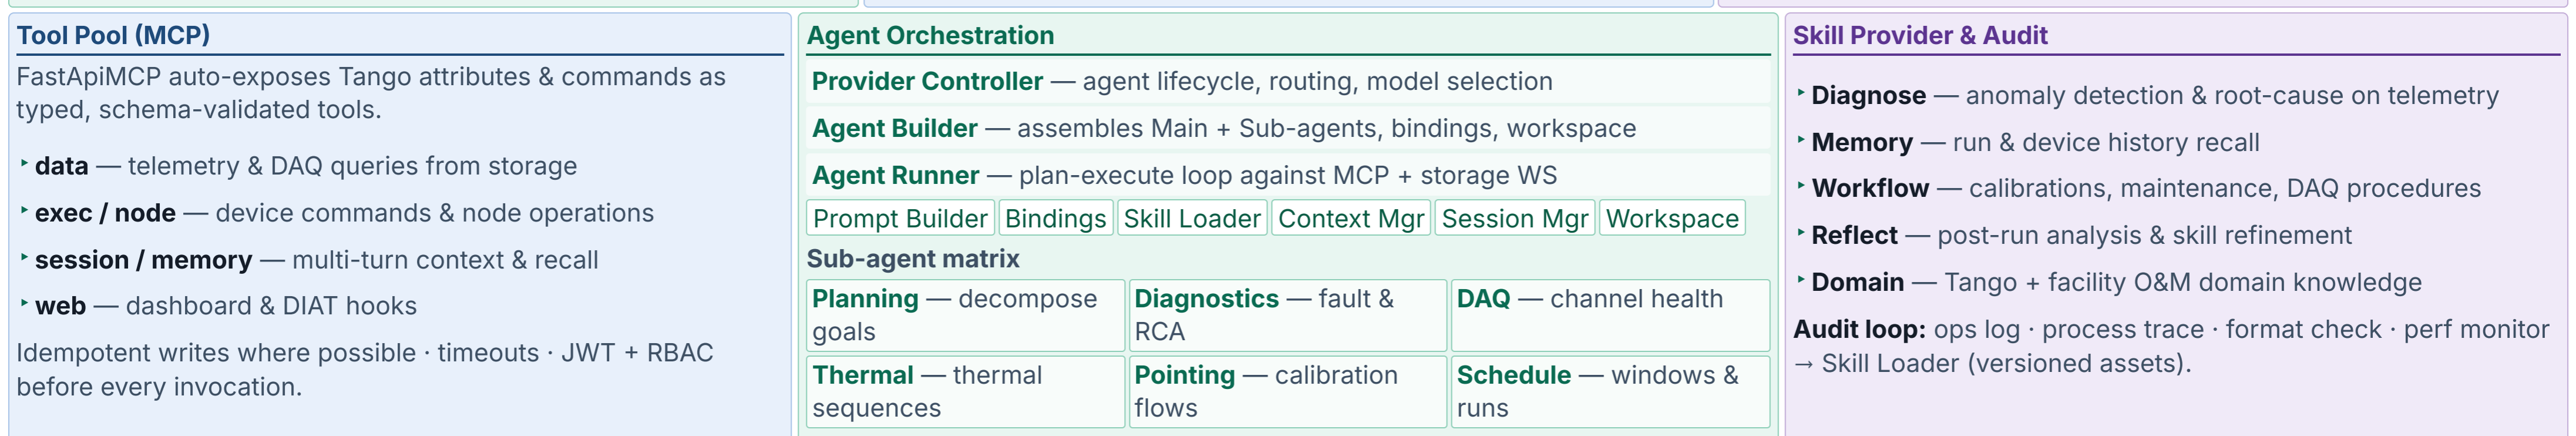 Tool Pool (MCP)
FastApiMCP auto-exposes Tango attributes & commands as
typed, schema-validated tools.
‣ data — telemetry & DAQ queries from storage
‣ exec / node — device commands & node operations
‣ session / memory — multi-turn context & recall
‣ web — dashboard & DIAT hooks
Idempotent writes where possible · timeouts · JWT + RBAC
before every invocation.
Agent Orchestration
Provider Controller — agent lifecycle, routing, model selection
Agent Builder — assembles Main + Sub-agents, bindings, workspace
Agent Runner — plan-execute loop against MCP + storage WS
Prompt Builder Bindings Skill Loader Context Mgr Session Mgr Workspace
Sub-agent matrix
Planning — decompose
goals
Diagnostics — fault &
RCA
DAQ — channel health
Thermal — thermal
sequences
Pointing — calibration
flows
Schedule — windows &
runs
Skill Provider & Audit
‣ Diagnose — anomaly detection & root-cause on telemetry
‣ Memory — run & device history recall
‣ Workflow — calibrations, maintenance, DAQ procedures
‣ Reflect — post-run analysis & skill refinement
‣ Domain — Tango + facility O&M domain knowledge
Audit loop: ops log · process trace · format check · perf monitor
→ Skill Loader (versioned assets).